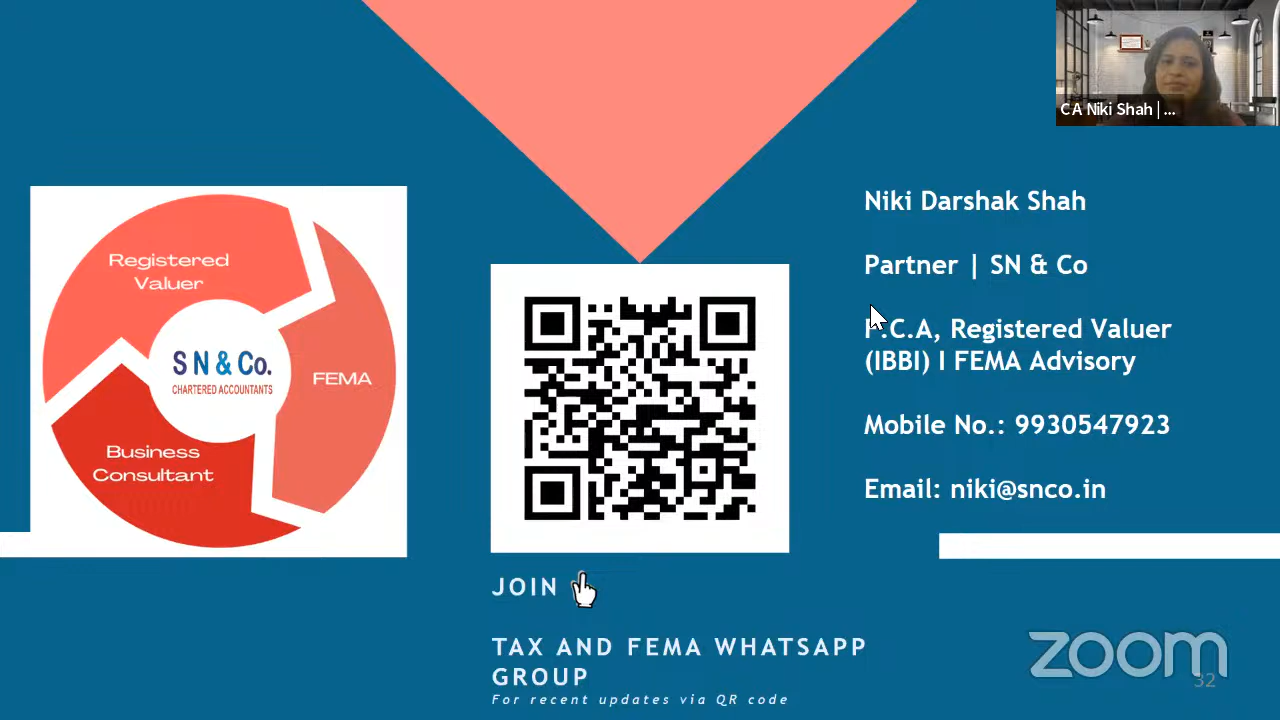 CA Niki Shah | ...
Registered
Valuer
FEMA
S N & Co.
CHARTERED ACCOUNTANTS
Business
Consultant
JOIN
TAX AND FEMA WHATSAPP
GROUP
For recent updates via QR code
Niki Darshak Shah
Partner | SN & Co
F.C.A, Registered Valuer
(IBBI) I FEMA Advisory
Mobile No.: 9930547923
Email: niki@snco.in
zoom
32